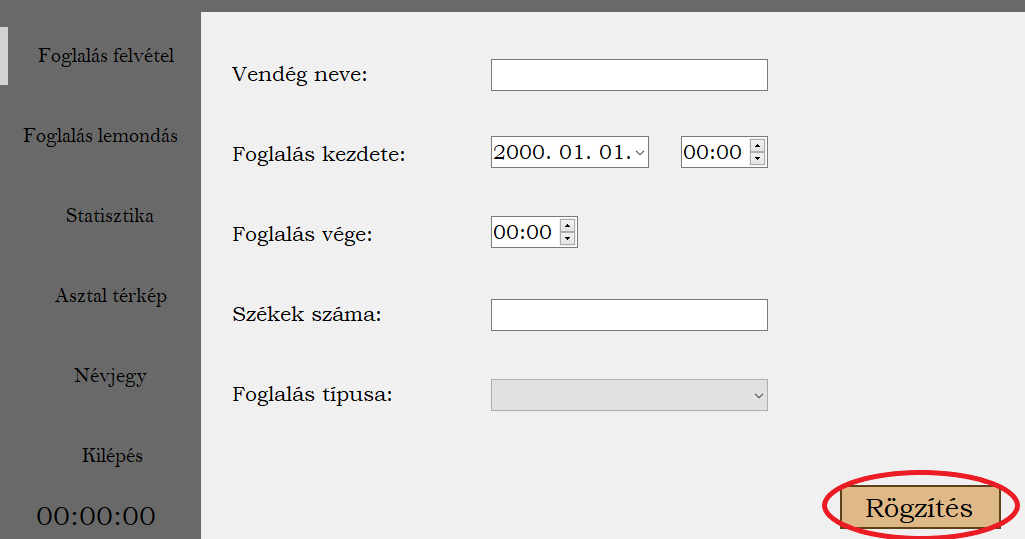 Foglalás felvétel
Foglalás lemondás
Statisztika
Asztal térkép
Névjegy
Kilépés
00:00:00
Vendég neve:
Foglalás kezdete: 2000. 01. 01. 00:00
Foglalás vége: 00:00
Székek száma:
Foglalás típusa:
Rögzítés